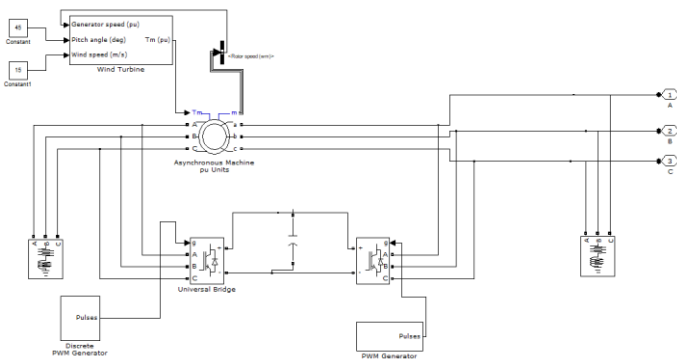 Generator speed (pu)
Pitch angle (deg)
Tm (pu)
Wind speed (m/s)
Wind Turbine
45
Constant
15
Constant1
<Rotor speed (wm)>
Tm
m
A
a
B
b
C
c
Asynchronous Machine
pu Units
1
A
2
B
3
C
A B C
A B C
g
A
B
C
+
-
Universal Bridge
g
A
B
C
+
-
Pulses
Discrete
PWM Generator
Pulses
PWM Generator